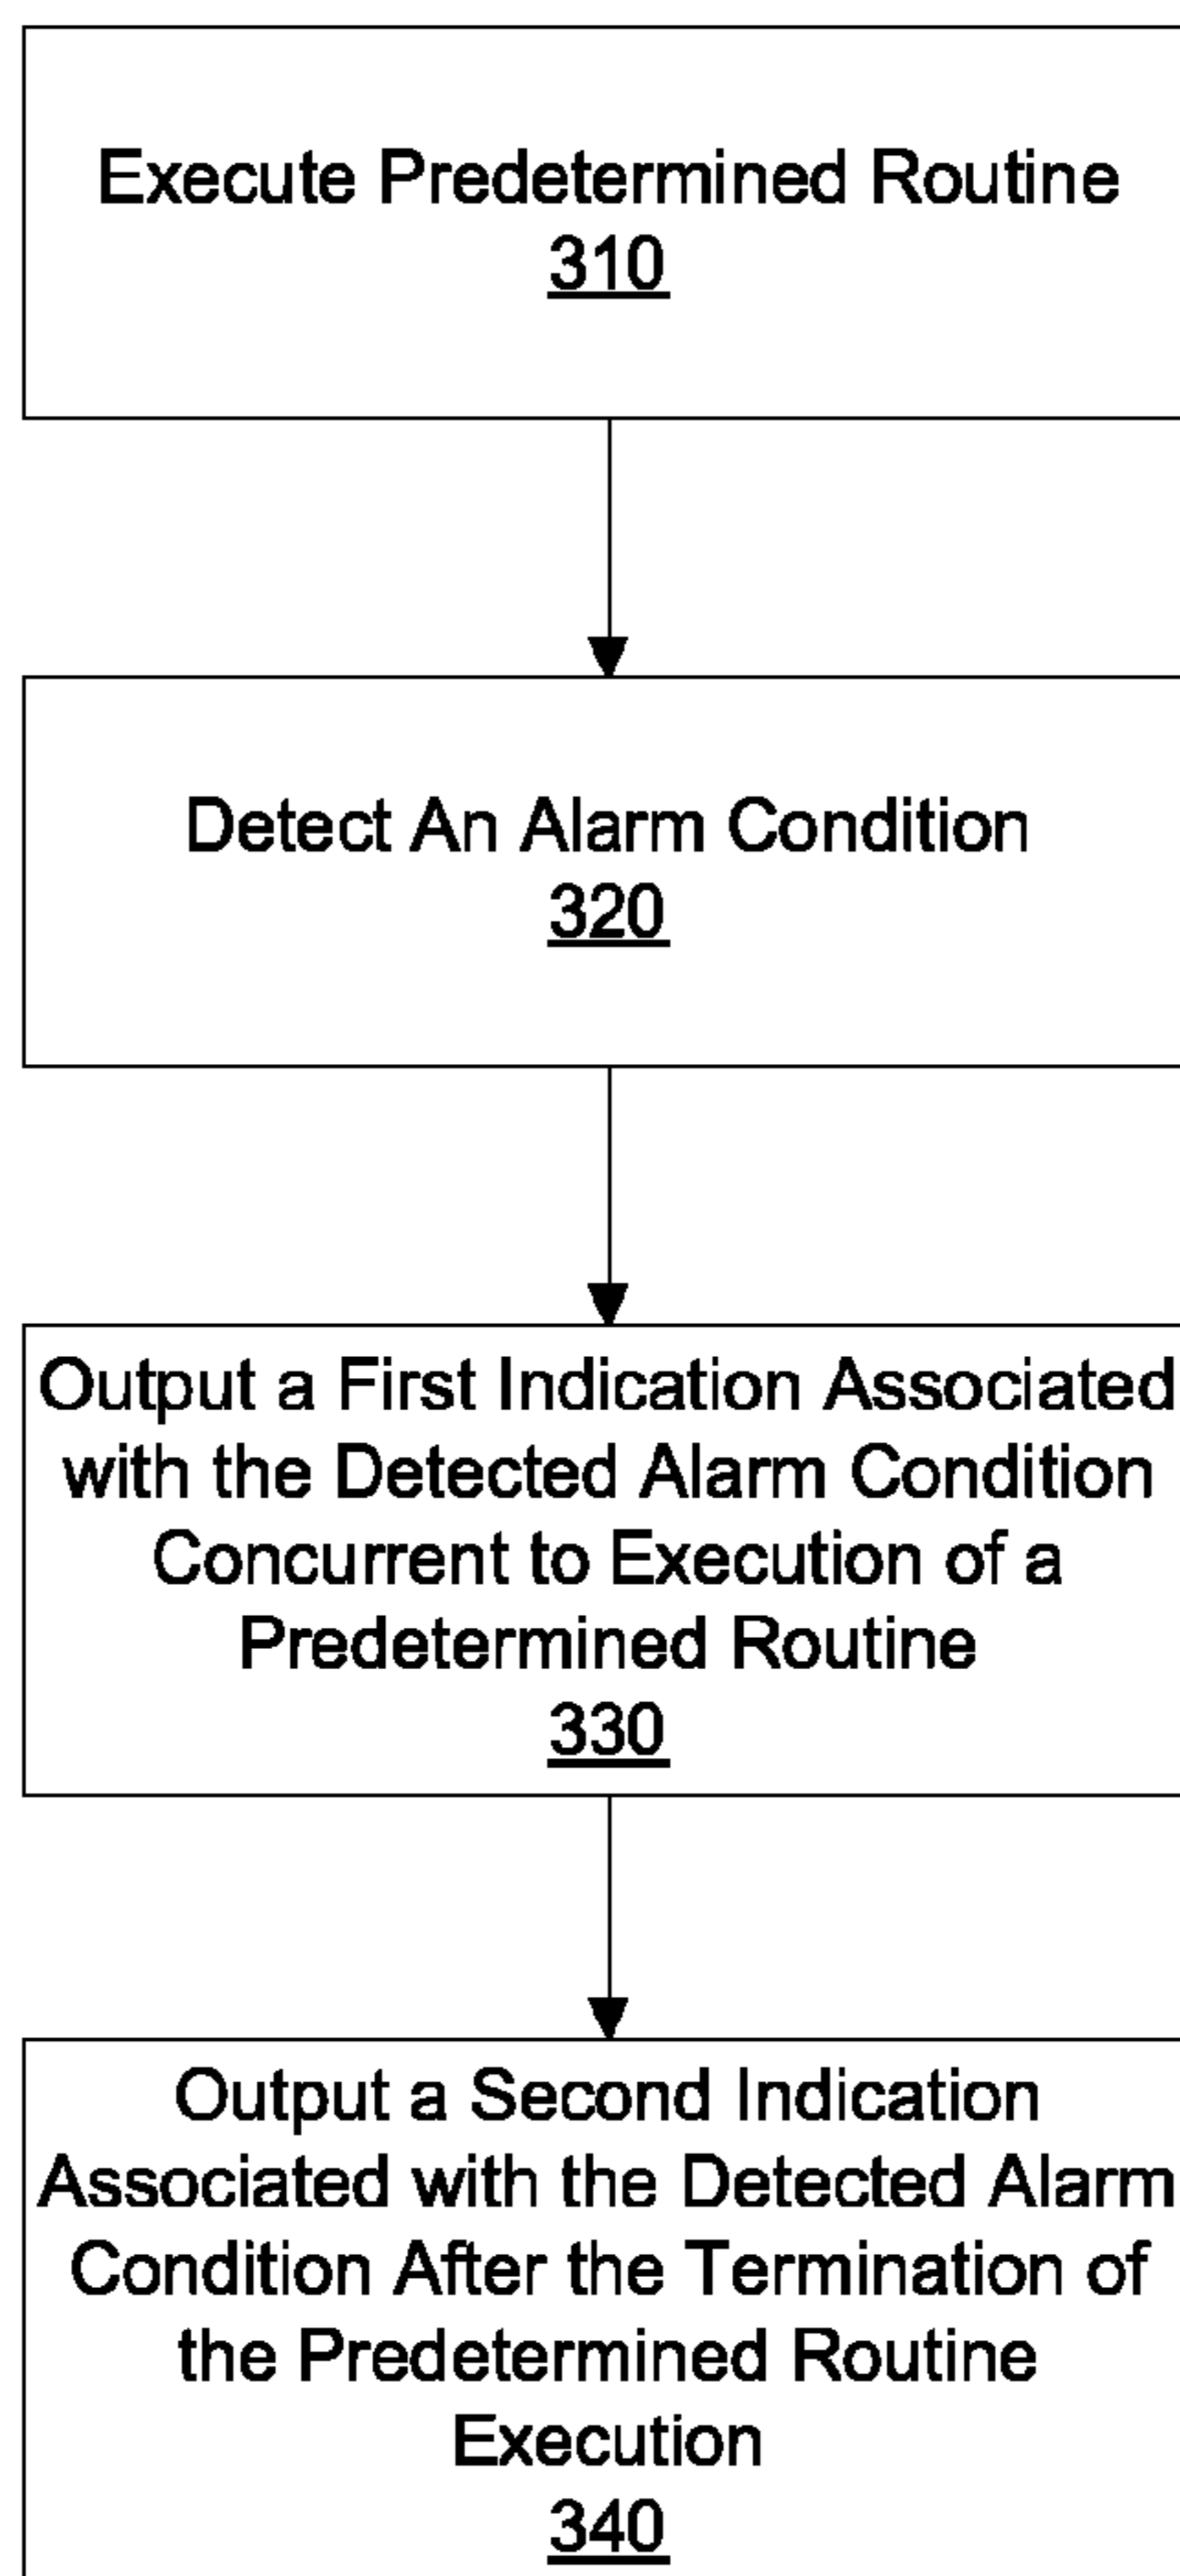 Execute Predetermined Routine
310
Detect An Alarm Condition
320
Output a First Indication Associated
with the Detected Alarm Condition
Concurrent to Execution of a
Predetermined Routine
330
Output a Second Indication
Associated with the Detected Alarm
Condition After the Termination of
the Predetermined Routine
Execution
340